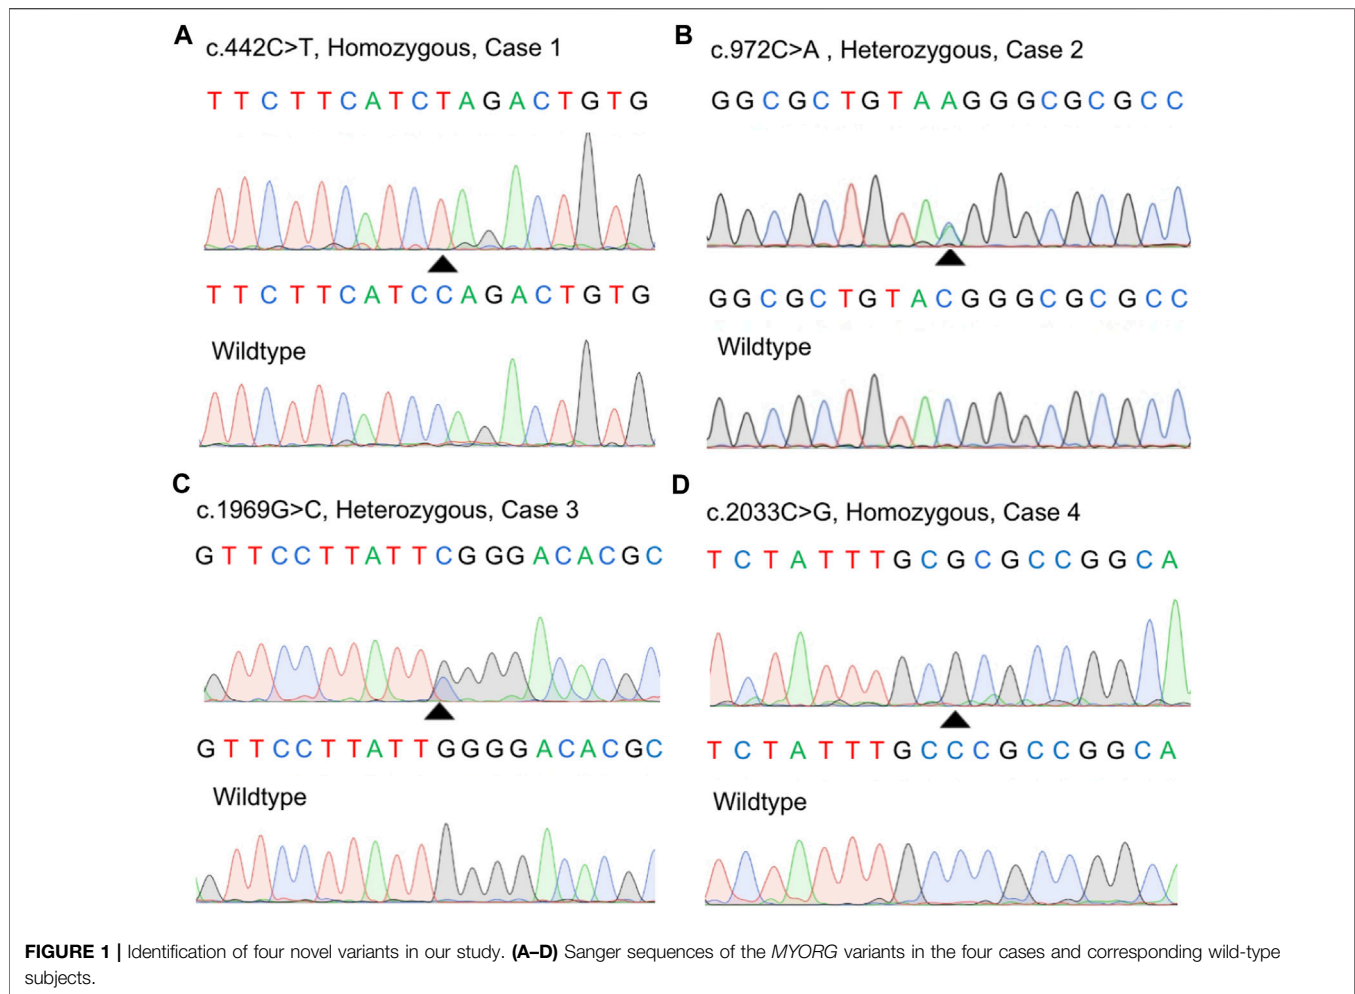 A
c.442C>T, Homozygous, Case 1
T T C T T C A T C T A G A C T G T G
T T C T T C A T C C A G A C T G T G
Wildtype
B
c.972C>A , Heterozygous, Case 2
G G C G C T G T A A G G G C G C G C C
G G C G C T G T A C G G G C G C G C C
Wildtype
C
c.1969G>C, Heterozygous, Case 3
G T T C C T T A T T C G G G A C A C G C
G T T C C T T A T T G G G G A C A C G C
Wildtype
D
c.2033C>G, Homozygous, Case 4
T C T A T T T G C G C G C C G G C A
T C T A T T T G C C C G C C G G C A
Wildtype
FIGURE 1 | Identification of four novel variants in our study. (A–D) Sanger sequences of the MYORG variants in the four cases and corresponding wild-type
subjects.